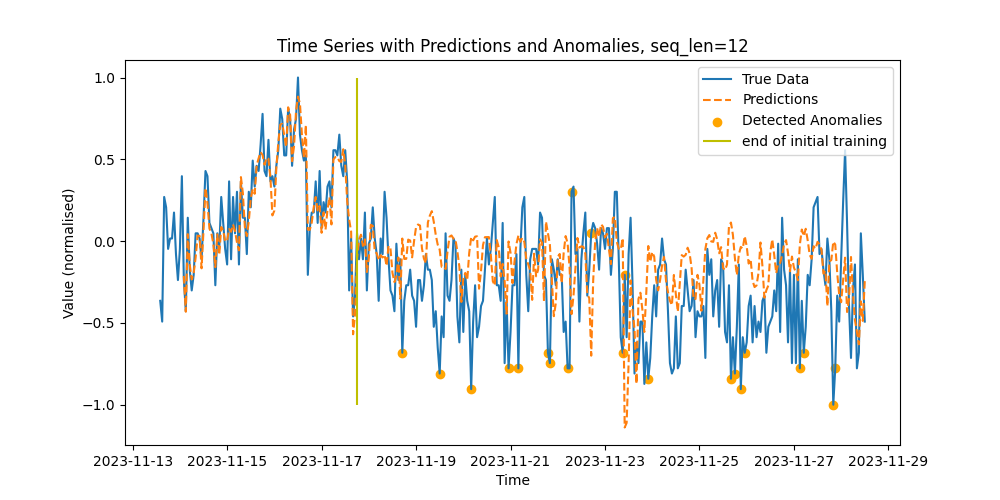 Time Series with Predictions and Anomalies, seq_len=12
True Data
Predictions
Detected Anomalies
end of initial training
Value (normalised)
1.0
0.5
0.0
−0.5
−1.0
2023-11-13 2023-11-15 2023-11-17 2023-11-19 2023-11-21 2023-11-23 2023-11-25 2023-11-27 2023-11-29
Time